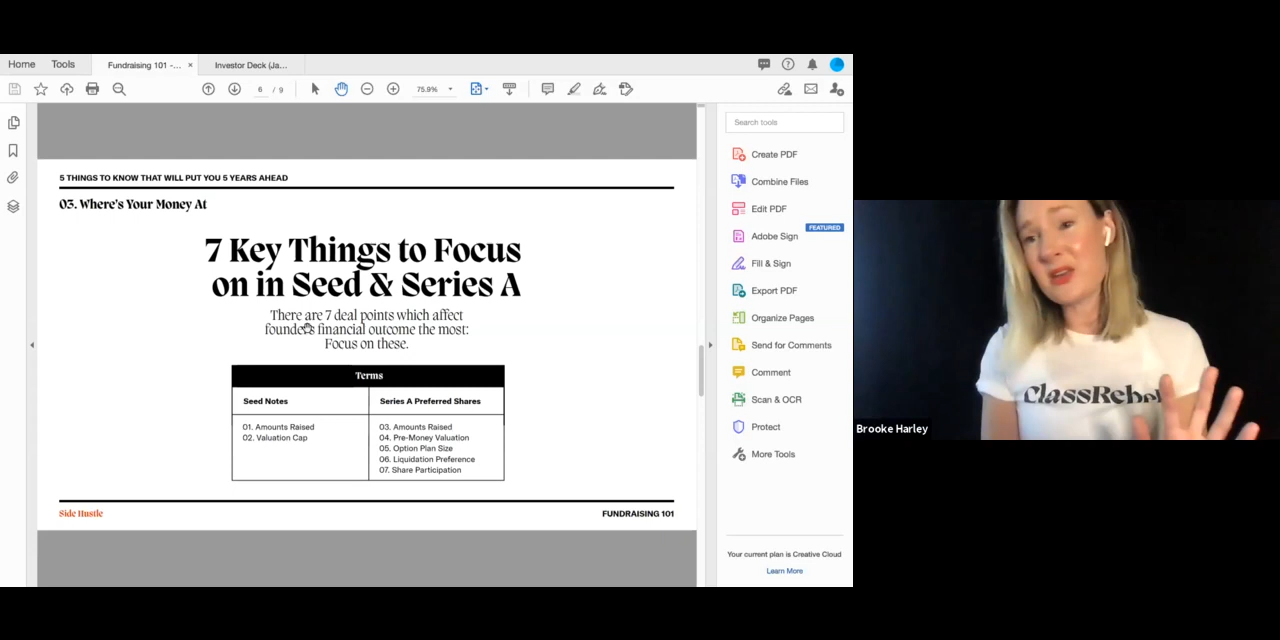 Home
Tools
Fundraising 101 -... ×
Investor Deck (Ja...
6 / 9
75.9%
5 THINGS TO KNOW THAT WILL PUT YOU 5 YEARS AHEAD
03. Where's Your Money At
7 Key Things to Focus
on in Seed & Series A
There are 7 deal points which affect
founders financial outcome the most:
Focus on these.
Terms
Seed Notes
01. Amounts Raised
02. Valuation Cap
Series A Preferred Shares
03. Amounts Raised
04. Pre-Money Valuation
05. Option Plan Size
06. Liquidation Preference
07. Share Participation
Side Hustle
FUNDRAISING 101
Search tools
Create PDF
Combine Files
Edit PDF
FEATURED
Adobe Sign
Fill & Sign
Export PDF
Organize Pages
Send for Comments
Comment
Scan & OCR
Protect
More Tools
Your current plan is Creative Cloud
Learn More
ClassRebel
Brooke Harley